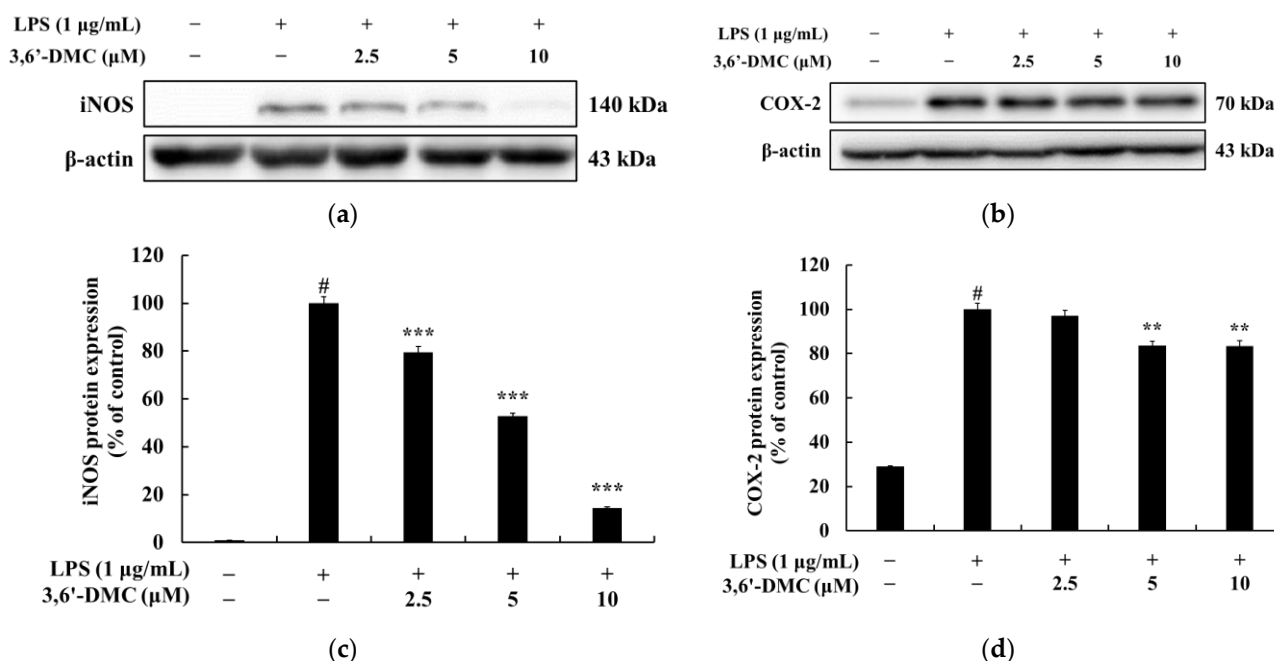 LPS (1 µg/mL) − + + + +
3,6’-DMC (µM) − − 2.5 5 10
iNOS 140 kDa
β-actin 43 kDa
(a)
LPS (1 µg/mL) − + + + +
3,6’-DMC (µM) − − 2.5 5 10
COX-2 70 kDa
β-actin 43 kDa
(b)
iNOS protein expression
(% of control)
120
100
80
60
40
20
0
#
***
***
***
LPS (1 µg/mL) − + + + +
3,6'-DMC (µM) − − 2.5 5 10
(c)
COX-2 protein expression
(% of control)
120
100
80
60
40
20
0
#
**
**
LPS (1 µg/mL) − + + + +
3,6'-DMC (µM) − − 2.5 5 10
(d)